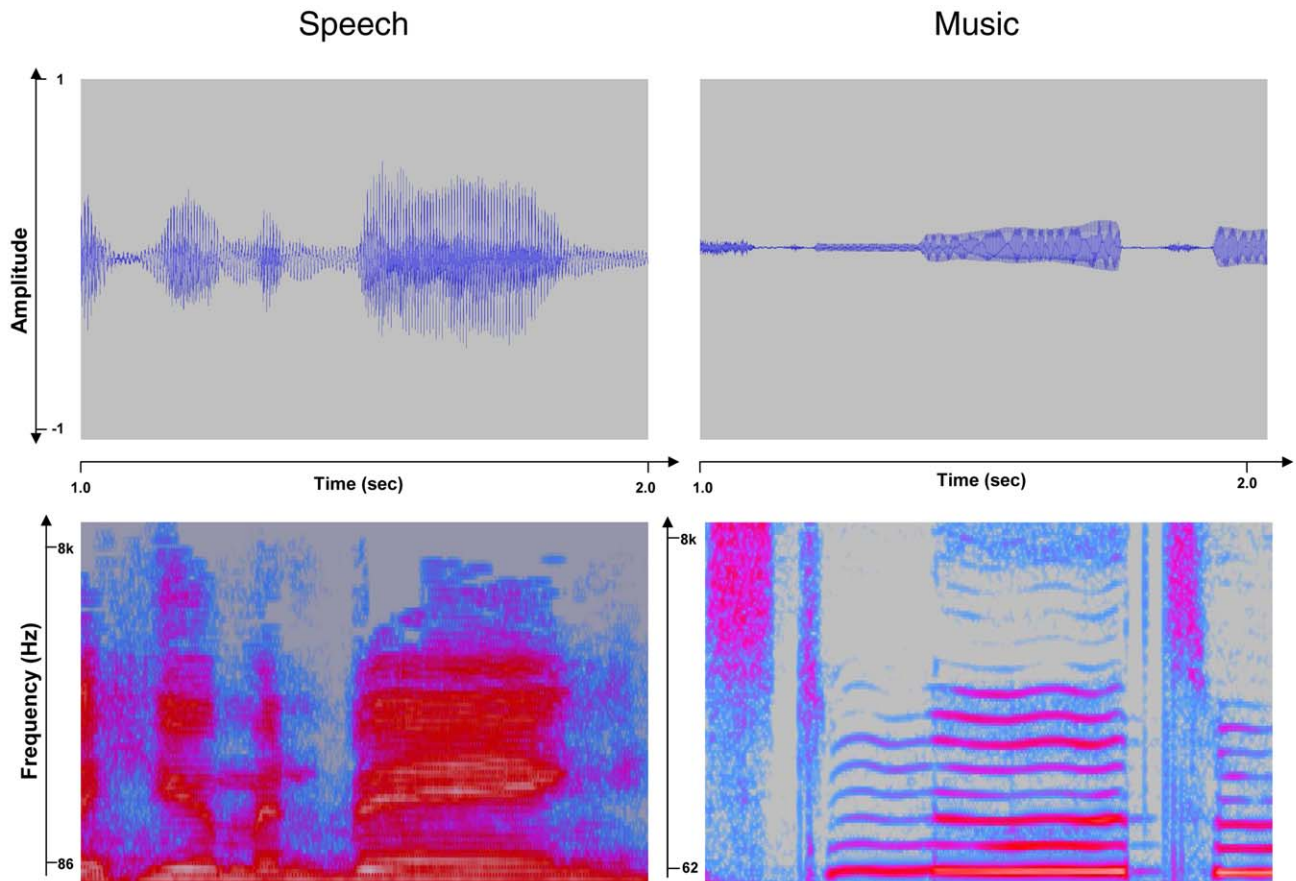 Speech
Music
1
Amplitude
-1
1.0
Time (sec)
2.0
1.0
Time (sec)
2.0
8k
Frequency (Hz)
86
8k
62